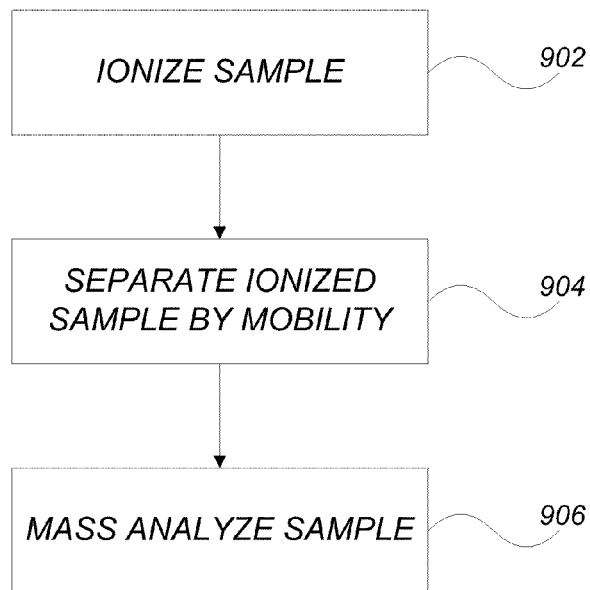 IONIZE SAMPLE
902
SEPARATE IONIZED
SAMPLE BY MOBILITY
904
MASS ANALYZE SAMPLE
906